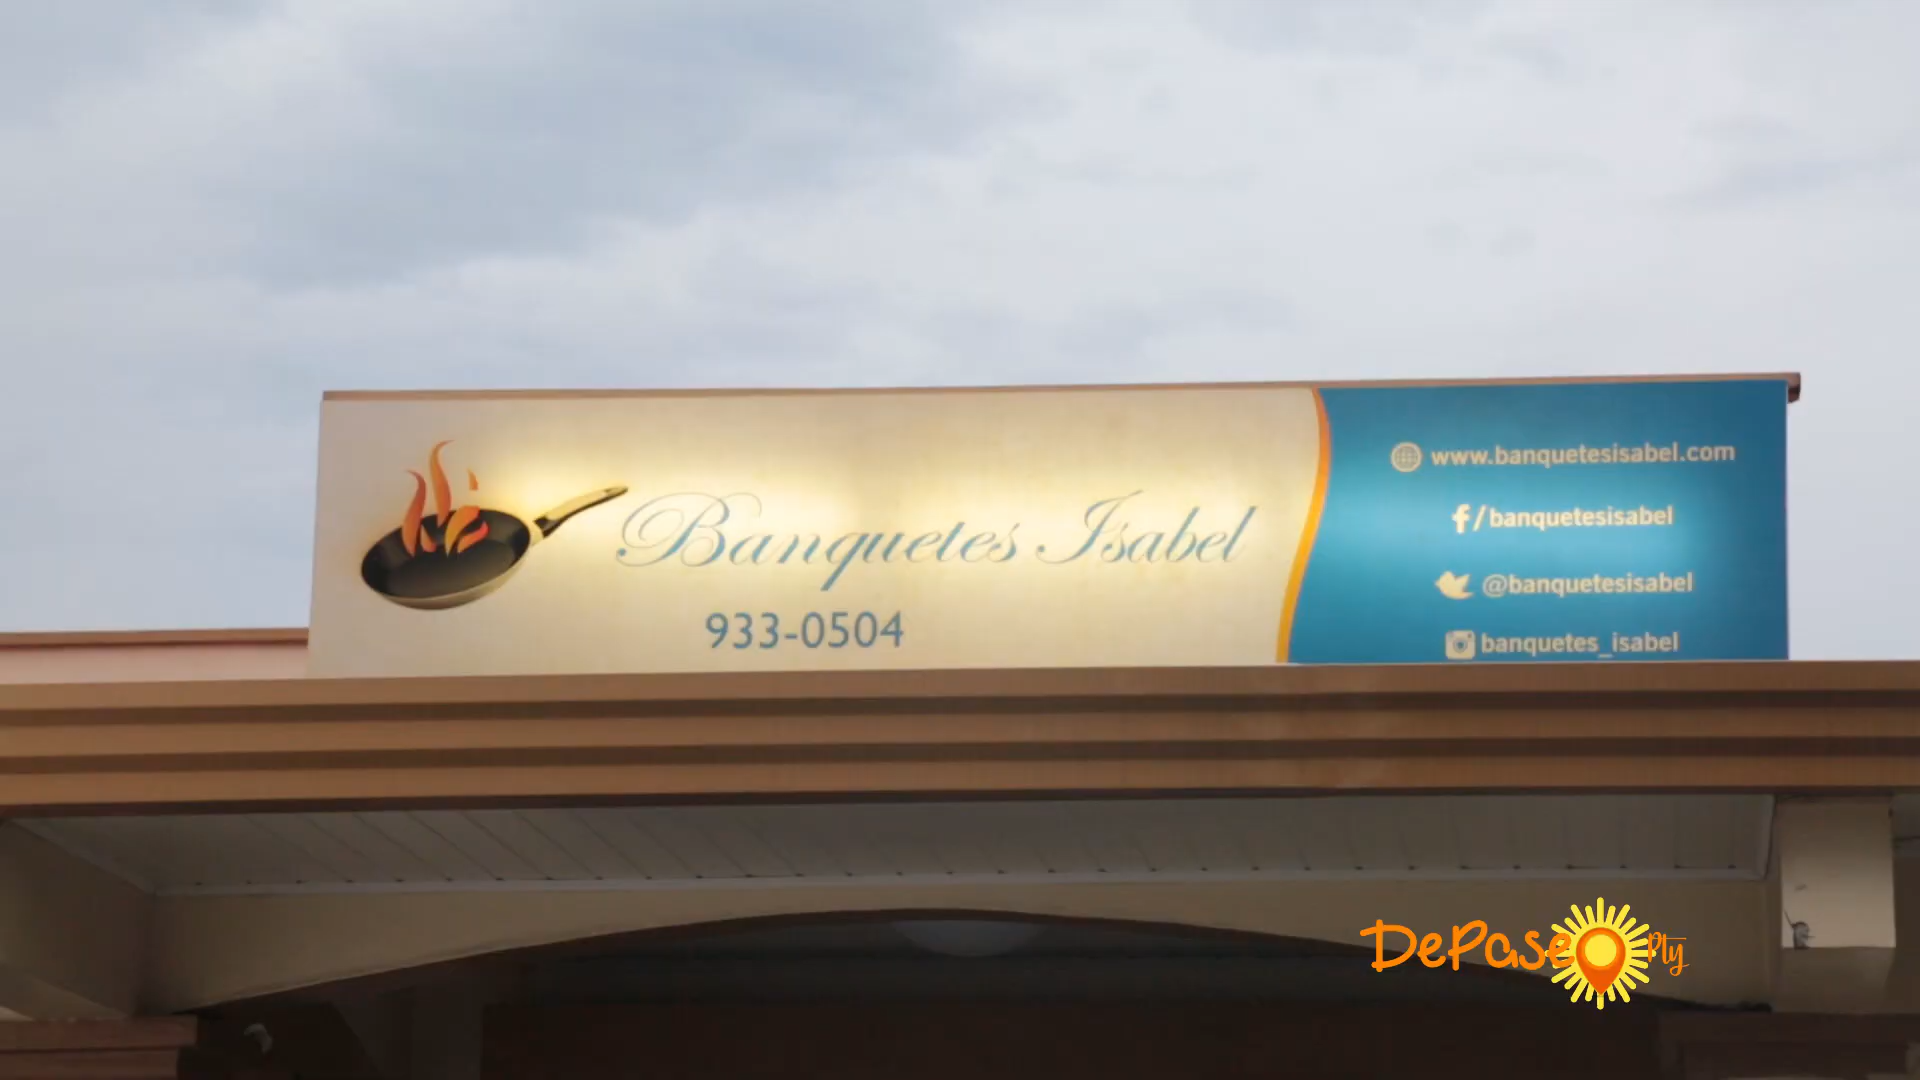 Banquetes Isabel
933-0504
www.banquetesisabel.com
f/banquetesisabel
@banquetesisabel
banquetes_isabel
DePaseo Pty